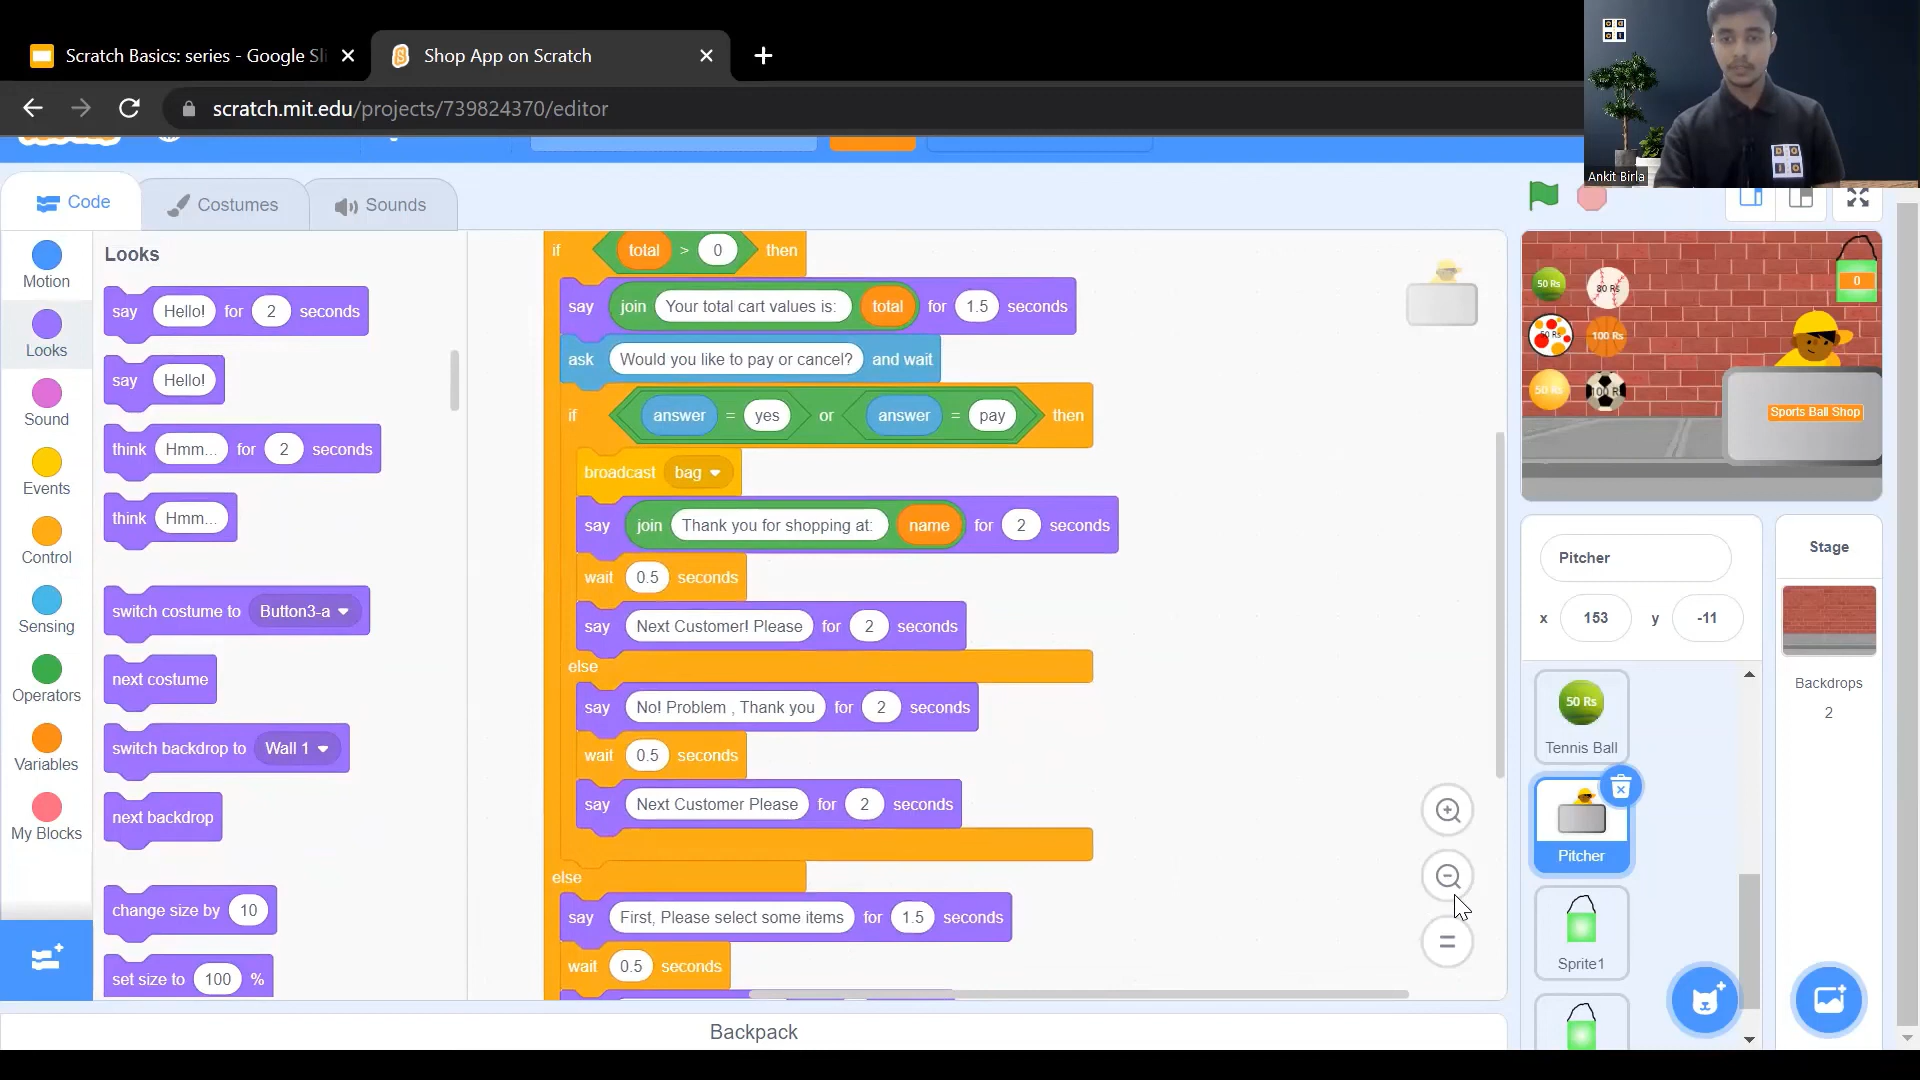 Scratch Basics: series - Google Sli
Shop App on Scratch
scratch.mit.edu/projects/739824370/editor
Ankit Birla
Code
Costumes
Sounds
Motion
Looks
Sound
Events
Control
Sensing
Operators
Variables
My Blocks
Looks
say Hello! for 2 seconds
say Hello!
think Hmm... for 2 seconds
think Hmm...
switch costume to Button3-a
next costume
switch backdrop to Wall 1
next backdrop
change size by 10
set size to 100 %
if total > 0 then
say join Your total cart values is: total for 1.5 seconds
ask Would you like to pay or cancel? and wait
if answer = yes or answer = pay then
broadcast bag
say join Thank you for shopping at: name for 2 seconds
wait 0.5 seconds
say Next Customer! Please for 2 seconds
else
say No! Problem , Thank you for 2 seconds
wait 0.5 seconds
say Next Customer Please for 2 seconds
else
say First, Please select some items for 1.5 seconds
wait 0.5 seconds
Backpack
50 Rs
80 Rs
0
50 Rs
100 Rs
50 Rs
100 Rs
Sports Ball Shop
Pitcher
x 153 y -11
50 Rs
Tennis Ball
Pitcher
Sprite1
Stage
Backdrops
2